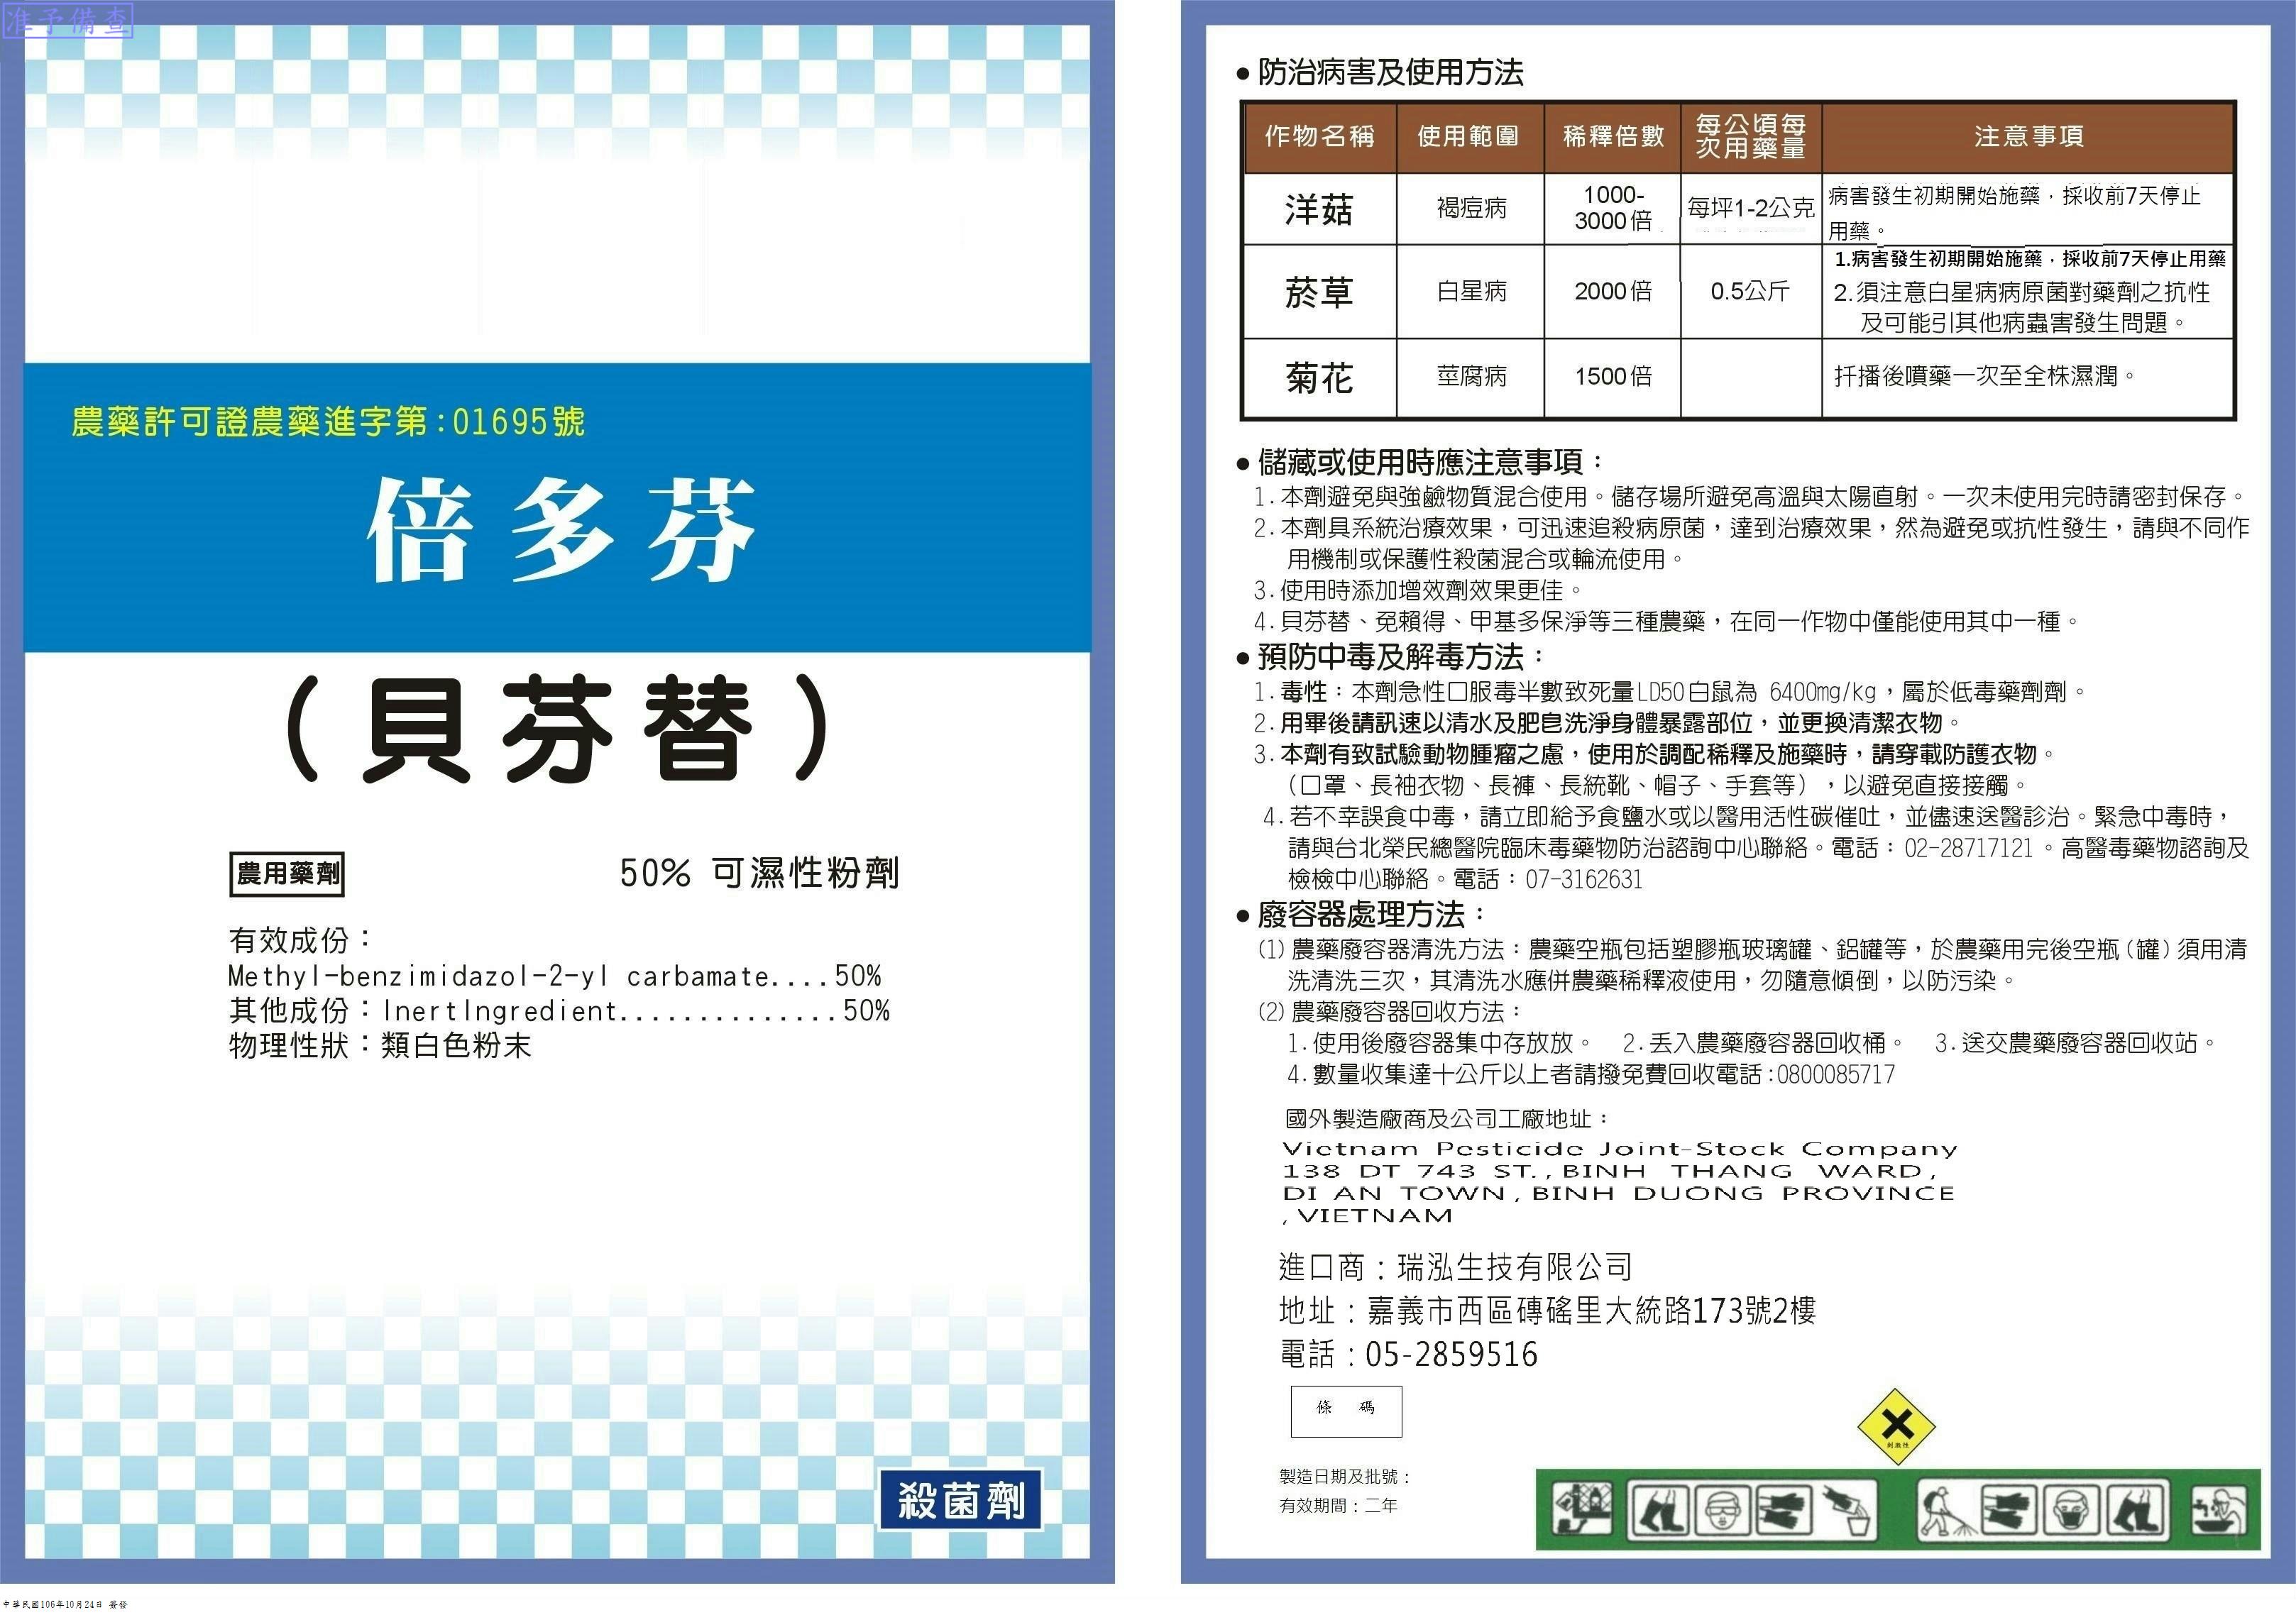 准予備查
農藥許可證農藥進字第:01695號
倍多芬
(貝芬替)
農用藥劑
50% 可濕性粉劑
有效成份：
Methyl-benzimidazol-2-yl carbamate....50%
其他成份：InertIngredient..............50%
物理性狀：類白色粉末
殺菌劑
中華民國106年10月24日 簽發
●防治病害及使用方法
作物名稱 使用範圍 稀釋倍數 每公頃每次用藥量 注意事項
洋菇 褐痘病 1000-3000倍 每坪1-2公克 病害發生初期開始施藥，採收前7天停止
用藥。
菸草 白星病 2000倍 0.5公斤 1.病害發生初期開始施藥，採收前7天停止用藥
2.須注意白星病病原菌對藥劑之抗性
及可能引其他病蟲害發生問題。
菊花 莖腐病 1500倍 扦播後噴藥一次至全株濕潤。
●儲藏或使用時應注意事項：
1.本劑避免與強鹼物質混合使用。儲存場所避免高溫與太陽直射。一次未使用完時請密封保存。
2.本劑具系統治療效果，可迅速追殺病原菌，達到治療效果，然為避免或抗性發生，請與不同作
用機制或保護性殺菌混合或輪流使用。
3.使用時添加增效劑效果更佳。
4.貝芬替、免賴得、甲基多保淨等三種農藥，在同一作物中僅能使用其中一種。
●預防中毒及解毒方法：
1.毒性：本劑急性口服毒半數致死量LD50白鼠為 6400mg/kg，屬於低毒藥劑劑。
2.用畢後請訊速以清水及肥皂洗淨身體暴露部位，並更換清潔衣物。
3.本劑有致試驗動物腫瘤之慮，使用於調配稀釋及施藥時，請穿載防護衣物。
（口罩、長袖衣物、長褲、長統靴、帽子、手套等），以避免直接接觸。
4.若不幸誤食中毒，請立即給予食鹽水或以醫用活性碳催吐，並儘速送醫診治。緊急中毒時，
請與台北榮民總醫院臨床毒藥物防治諮詢中心聯絡。電話：02-28717121。高醫毒藥物諮詢及
檢檢中心聯絡。電話：07-3162631
●廢容器處理方法：
(1)農藥廢容器清洗方法：農藥空瓶包括塑膠瓶玻璃罐、鋁罐等，於農藥用完後空瓶(罐)須用清
洗清洗三次，其清洗水應併農藥稀釋液使用，勿隨意傾倒，以防污染。
(2)農藥廢容器回收方法：
1.使用後廢容器集中存放放。 2.丟入農藥廢容器回收桶。 3.送交農藥廢容器回收站。
4.數量收集達十公斤以上者請撥免費回收電話:0800085717
國外製造廠商及公司工廠地址：
Vietnam Pesticide Joint-Stock Company
138 DT 743 ST.,BINH THANG WARD,
DI AN TOWN,BINH DUONG PROVINCE
,VIETNAM
進口商：瑞泓生技有限公司
地址：嘉義市西區磚磘里大統路173號2樓
電話：05-2859516
條 碼
刺激性
製造日期及批號：
有效期間：二年